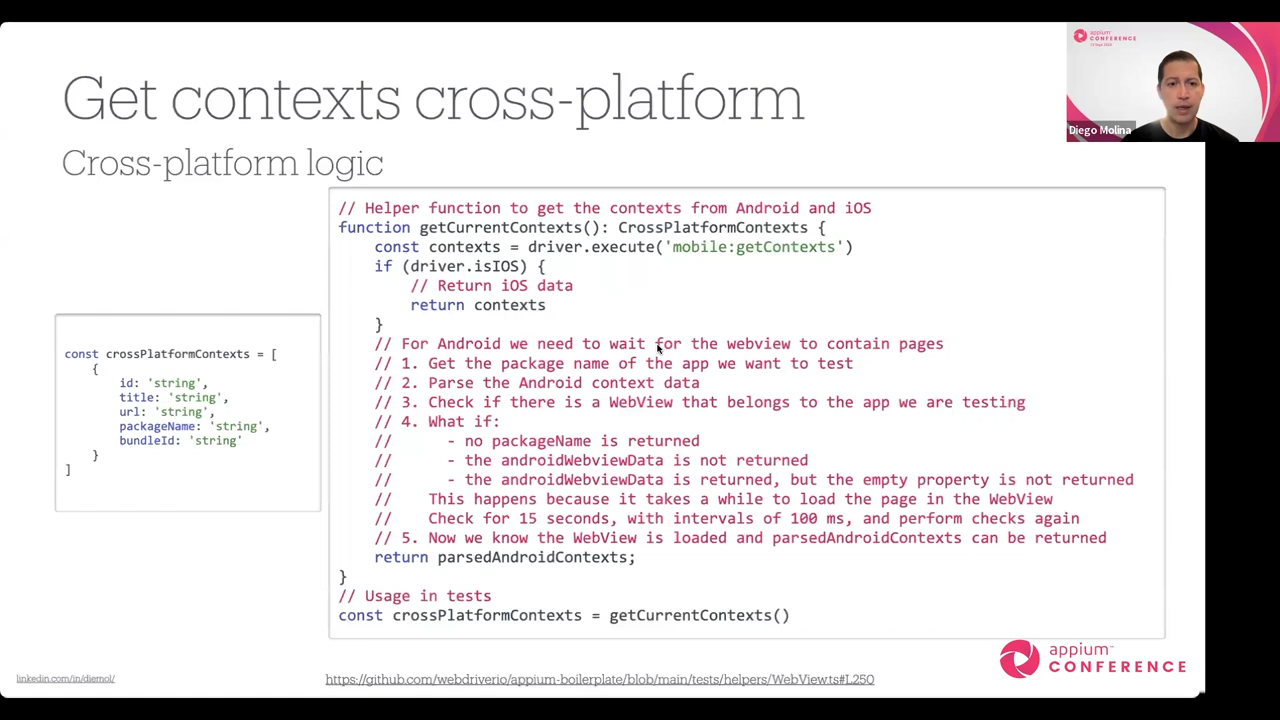 Get contexts cross-platform
Cross-platform logic
appium
CONFERENCE
Diego Molina
const crossPlatformContexts = [
{
id: 'string',
title: 'string',
url: 'string',
packageName: 'string',
bundleId: 'string'
}
]
// Helper function to get the contexts from Android and iOS
function getCurrentContexts(): CrossPlatformContexts {
const contexts = driver.execute('mobile:getContexts')
if (driver.isIOS) {
// Return iOS data
return contexts
}
// For Android we need to wait for the webview to contain pages
// 1. Get the package name of the app we want to test
// 2. Parse the Android context data
// 3. Check if there is a WebView that belongs to the app we are testing
// 4. What if:
// - no packageName is returned
// - the androidWebviewData is not returned
// - the androidWebviewData is returned, but the empty property is not returned
// This happens because it takes a while to load the page in the WebView
// Check for 15 seconds, with intervals of 100 ms, and perform checks again
// 5. Now we know the WebView is loaded and parsedAndroidContexts can be returned
return parsedAndroidContexts;
}
// Usage in tests
const crossPlatformContexts = getCurrentContexts()
linkedin.com/in/diemol/
https://github.com/webdriverio/appium-boilerplate/blob/main/tests/helpers/WebView.ts#L250
appium
CONFERENCE